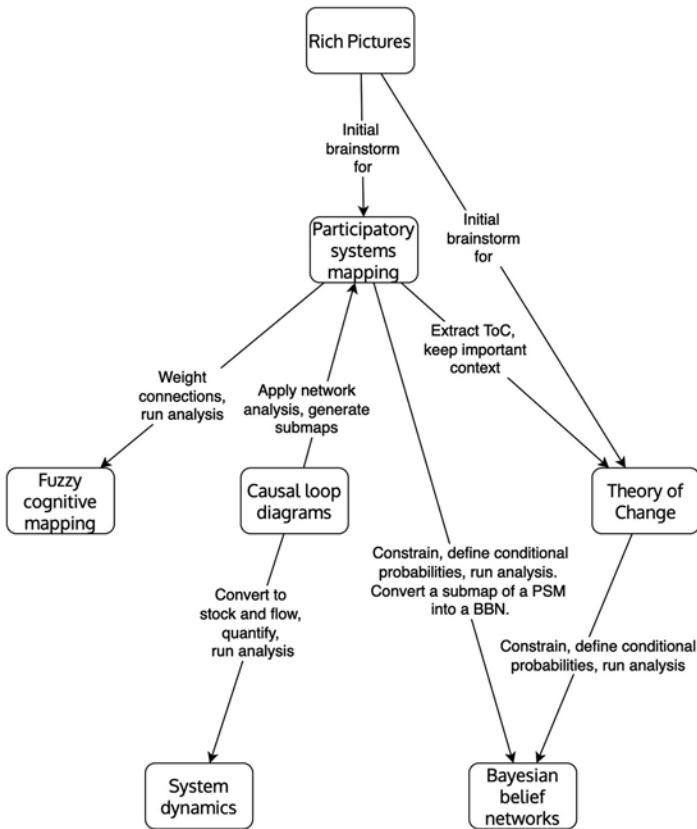 Rich Pictures
Initial
brainstorm
for
Initial
brainstorm
for
Participatory
systems
mapping
Extract ToC,
keep important
context
Weight
connections,
run analysis
Apply network
analysis, generate
submaps
Fuzzy
cognitive
mapping
Causal loop
diagrams
Theory of
Change
Constrain, define conditional
probabilities, run analysis.
Convert a submap of a PSM
into a BBN.
Convert to
stock and flow,
quantify,
run analysis
Constrain, define conditional
probabilities, run analysis
System
dynamics
Bayesian
belief
networks